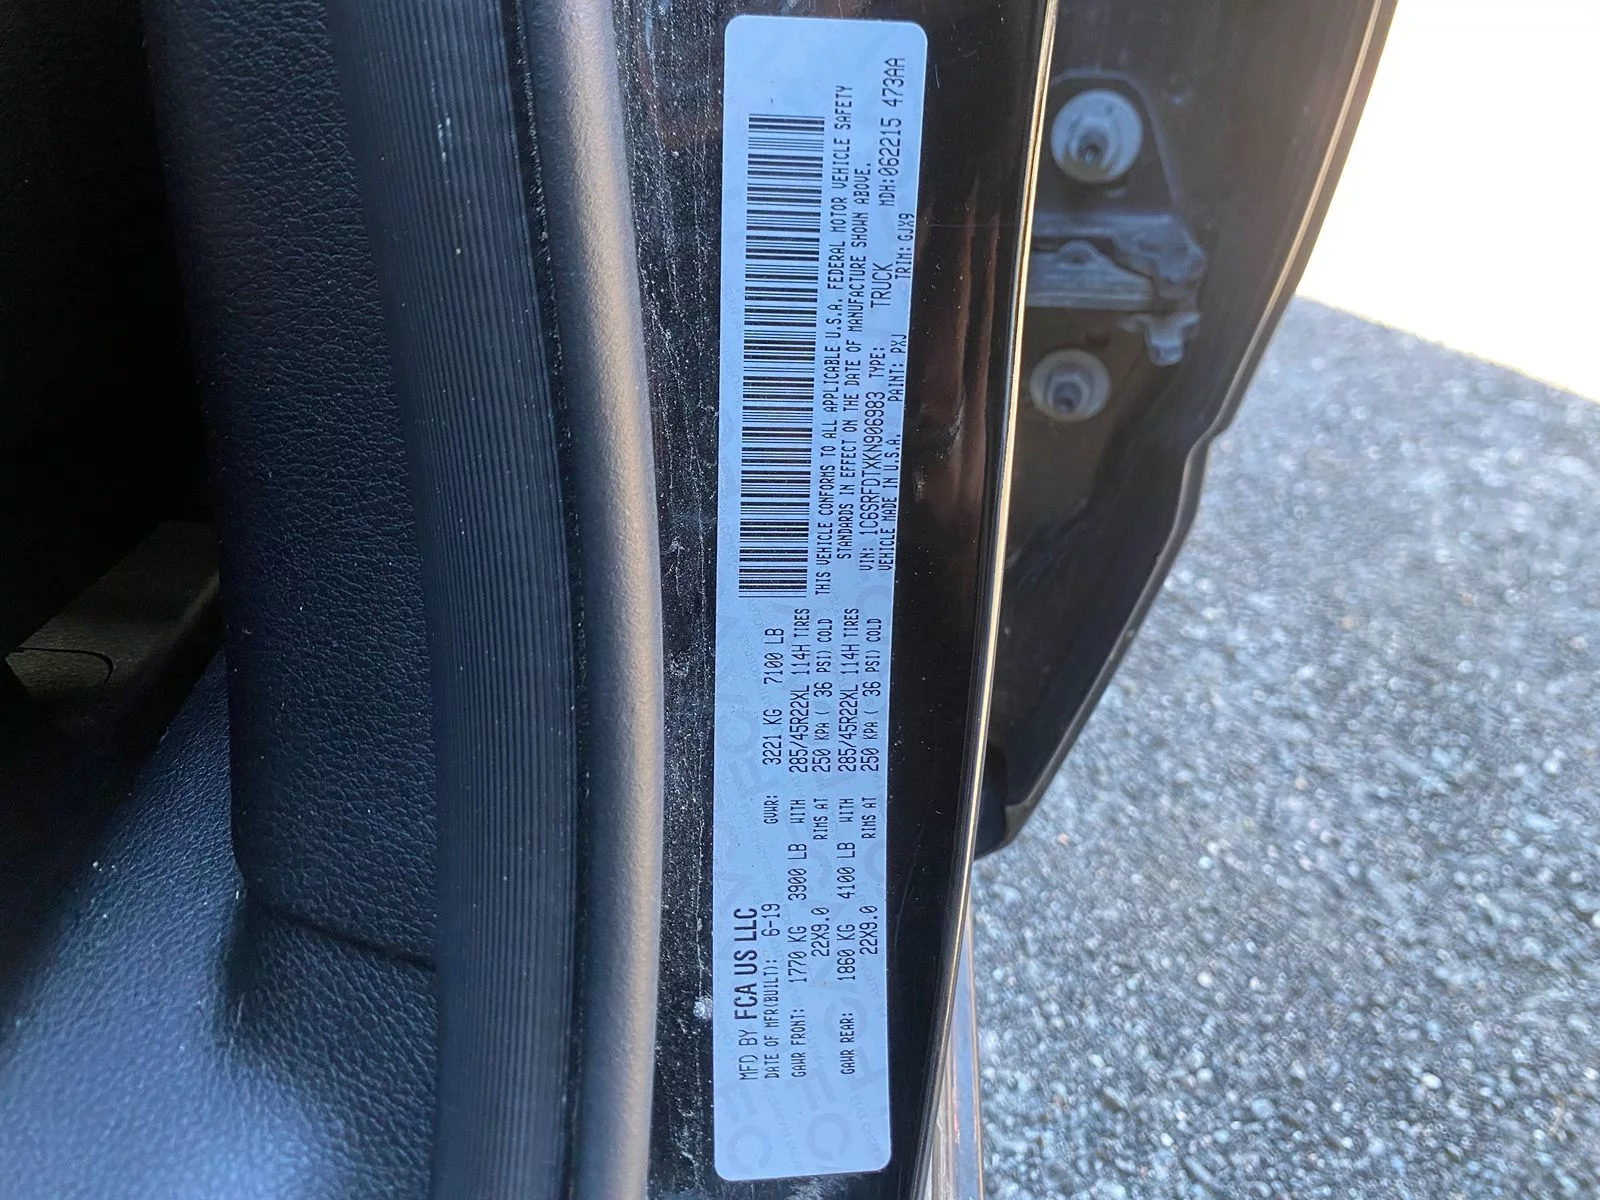 MFD BY FCA US LLC
DATE OF MFR(BUILT): 6-19 GVWR: 3221 KG 7100 LB
GAWR FRONT: 1770 KG 3900 LB WITH 285/45R22XL 114H TIRES
22X9.0 RIMS AT 250 KPA ( 36 PSI) COLD
GAWR REAR: 1860 KG 4100 LB WITH 285/45R22XL 114H TIRES
22X9.0 RIMS AT 250 KPA ( 36 PSI) COLD
THIS VEHICLE CONFORMS TO ALL APPLICABLE U.S.A. FEDERAL MOTOR VEHICLE SAFETY
STANDARDS IN EFFECT ON THE DATE OF MANUFACTURE SHOWN ABOVE.
VIN: 1C6SRFDTXKN906983 TYPE: TRUCK MDH:062215 473AA
VEHICLE MADE IN U.S.A. PAINT: PXJ TRIM: GJX9